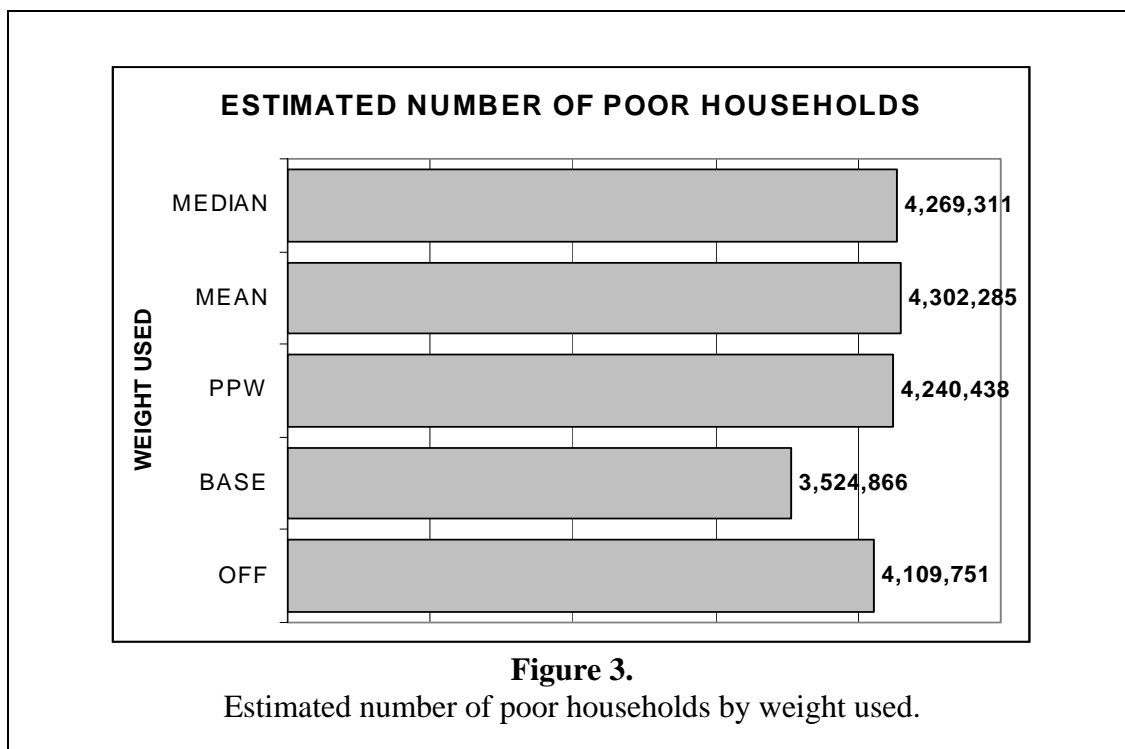 ESTIMATED NUMBER OF POOR HOUSEHOLDS
WEIGHT USED
MEDIAN
4,269,311
MEAN
4,302,285
PPW
4,240,438
BASE
3,524,866
OFF
4,109,751
Figure 3.
Estimated number of poor households by weight used.